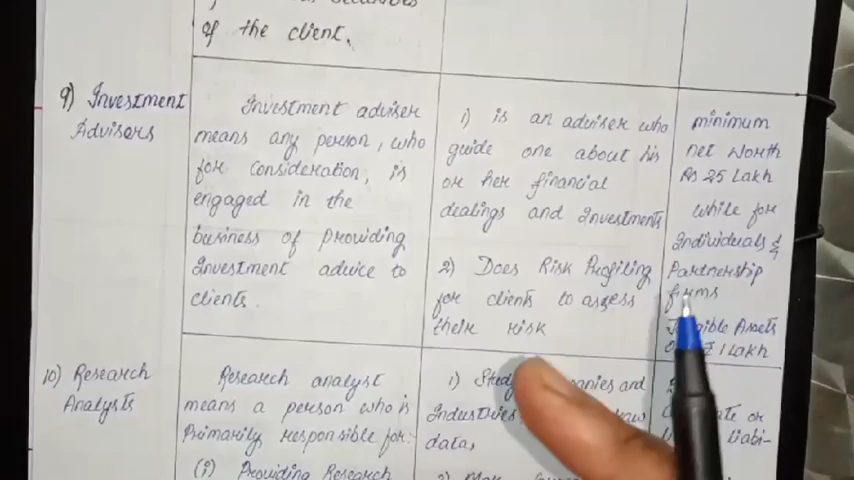 of the client.
9) Investment
Advisors
Investment adviser
means any person, who
for consideration, is
engaged in the
business of providing
Investment advice to
clients.
i) is an adviser who
guide one about his
or her financial
dealings and Investments
2) Does Risk Profiling
for clients to assess
their risk
minimum
net worth
Rs 25 Lakh
while for
Individuals &
Partnership
firms
Assets
1 Lakh
10) Research
Analysts
Research analyst
means a person who is
Primarily responsible for:
(i) Providing Research
1) and
Industries
data,
or